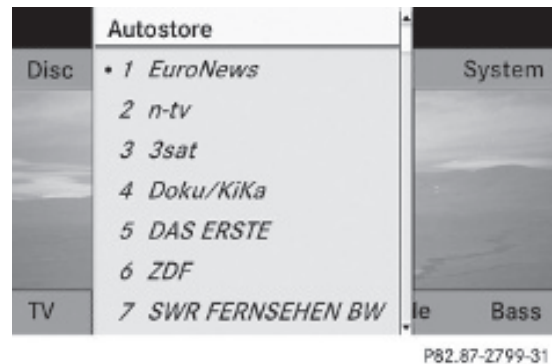 Autostore
Disc
• 1 EuroNews
System
2 n-tv
3 3sat
4 Doku/KiKa
5 DAS ERSTE
6 ZDF
TV
7 SWR FERNSEHEN BW
le
Bass
P82.87-2799-31